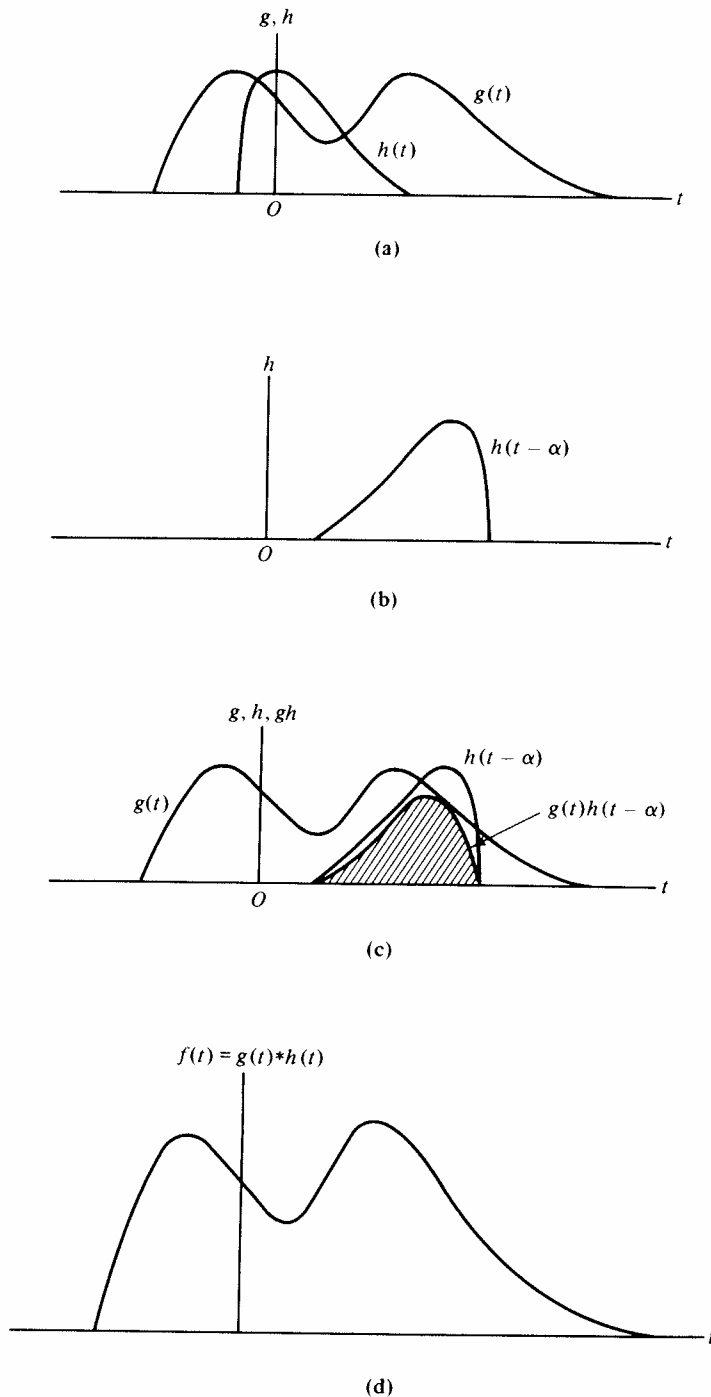 g, h
g(t)
h(t)
t
O
(a)
h
h(t − α)
t
O
(b)
g, h, gh
h(t − α)
g(t)
g(t)h(t − α)
t
O
(c)
f(t) = g(t)*h(t)
t
(d)